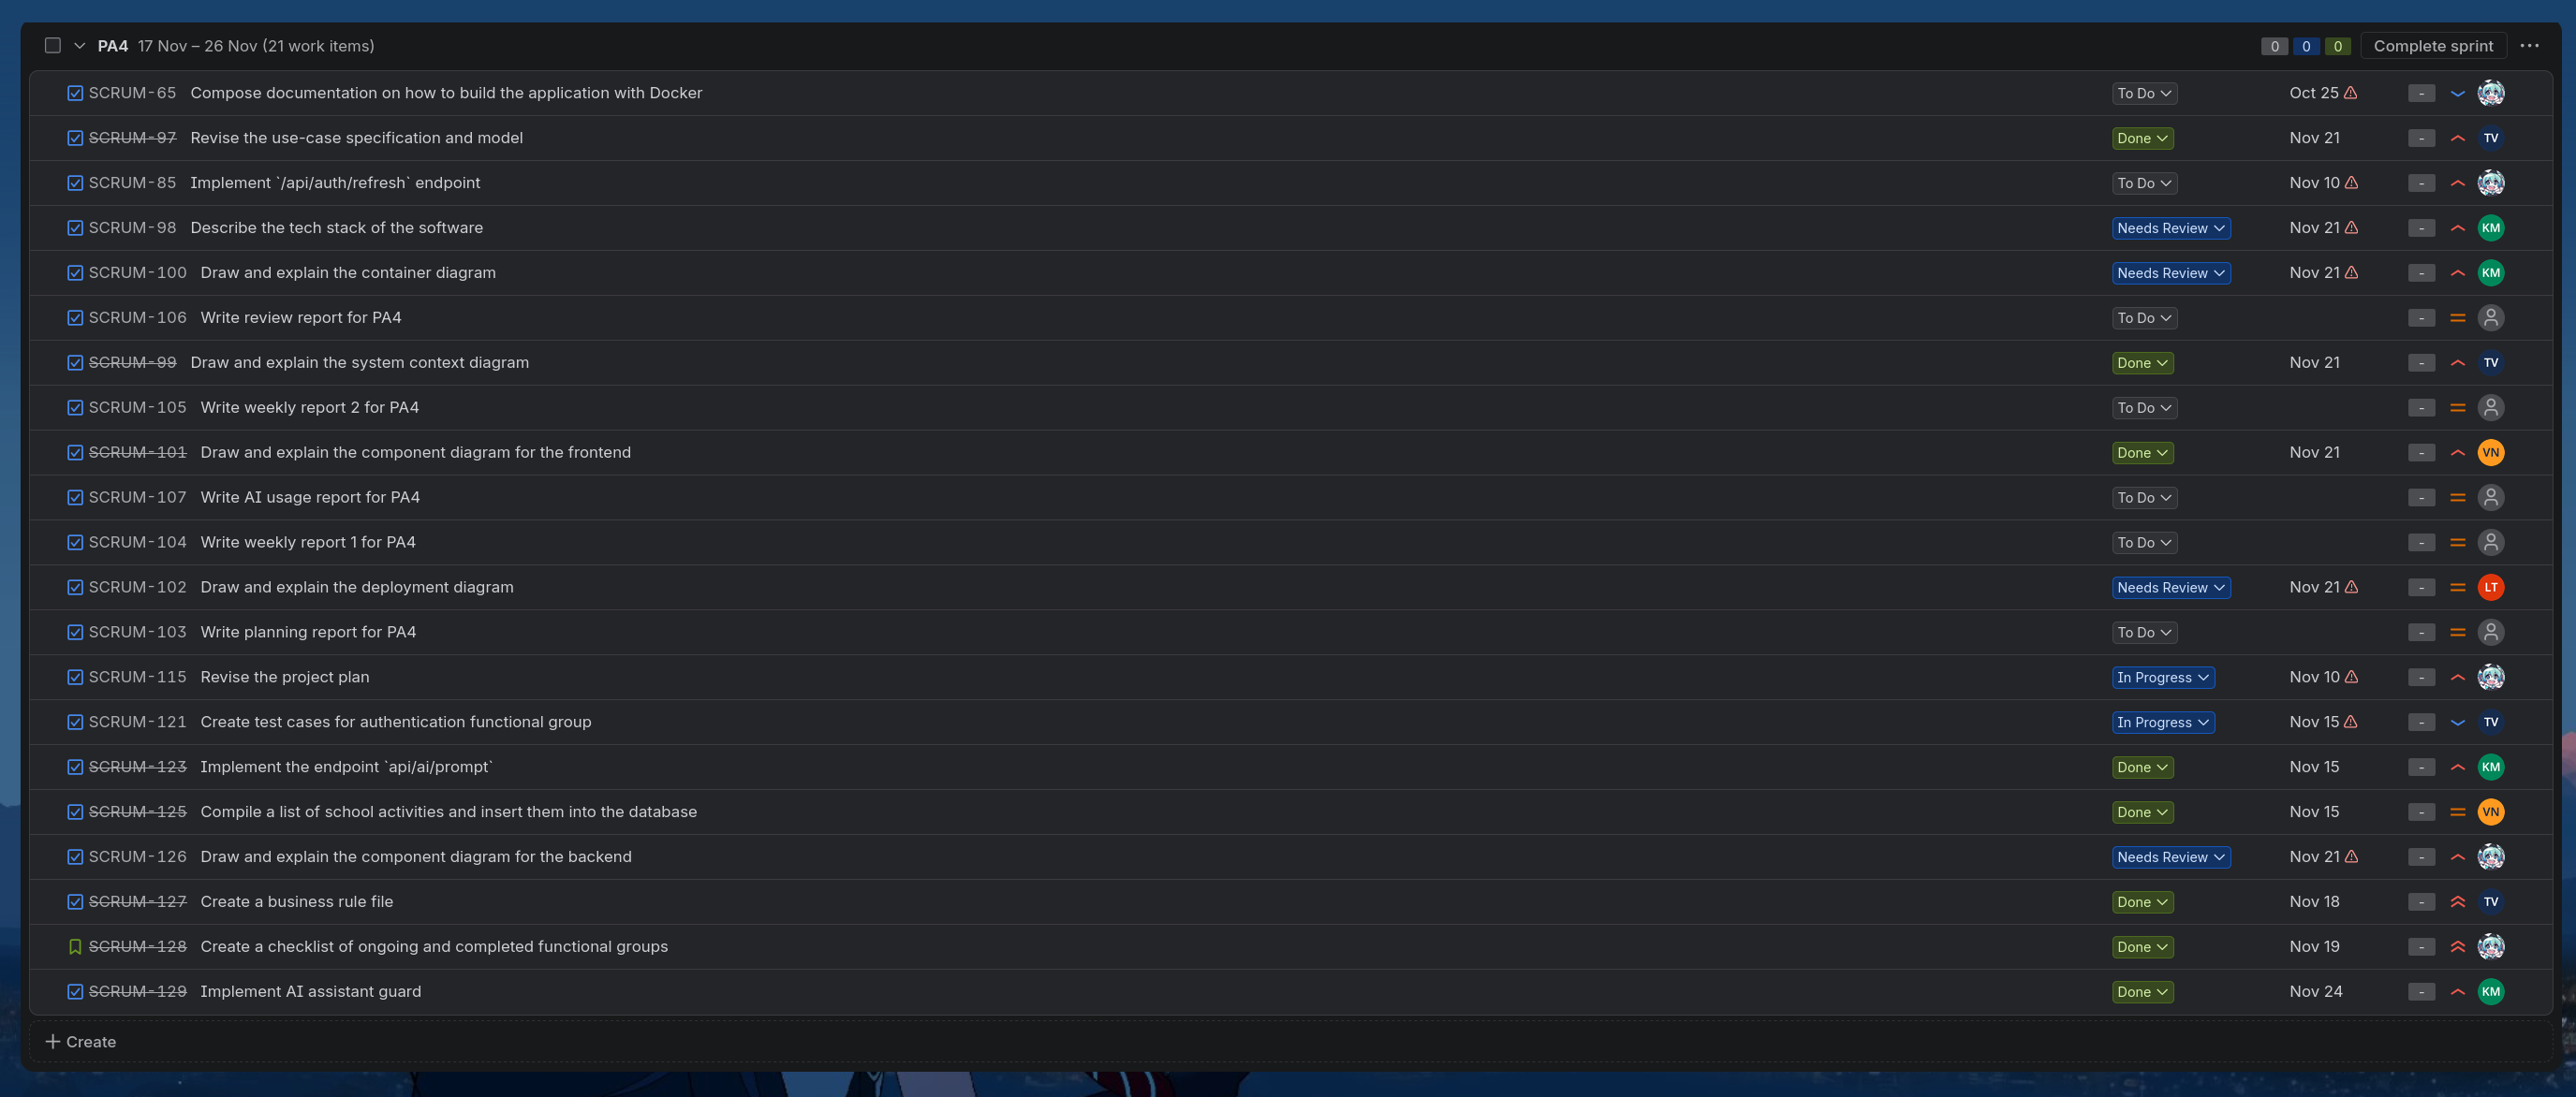 PA4 17 Nov – 26 Nov (21 work items) 0 0 0 Complete sprint
SCRUM-65 Compose documentation on how to build the application with Docker To Do Oct 25 -
SCRUM-97 Revise the use-case specification and model Done Nov 21 - TV
SCRUM-85 Implement `/api/auth/refresh` endpoint To Do Nov 10 -
SCRUM-98 Describe the tech stack of the software Needs Review Nov 21 - KM
SCRUM-100 Draw and explain the container diagram Needs Review Nov 21 - KM
SCRUM-106 Write review report for PA4 To Do -
SCRUM-99 Draw and explain the system context diagram Done Nov 21 - TV
SCRUM-105 Write weekly report 2 for PA4 To Do -
SCRUM-101 Draw and explain the component diagram for the frontend Done Nov 21 - VN
SCRUM-107 Write AI usage report for PA4 To Do -
SCRUM-104 Write weekly report 1 for PA4 To Do -
SCRUM-102 Draw and explain the deployment diagram Needs Review Nov 21 - LT
SCRUM-103 Write planning report for PA4 To Do -
SCRUM-115 Revise the project plan In Progress Nov 10 -
SCRUM-121 Create test cases for authentication functional group In Progress Nov 15 - TV
SCRUM-123 Implement the endpoint `api/ai/prompt` Done Nov 15 - KM
SCRUM-125 Compile a list of school activities and insert them into the database Done Nov 15 - VN
SCRUM-126 Draw and explain the component diagram for the backend Needs Review Nov 21 -
SCRUM-127 Create a business rule file Done Nov 18 - TV
SCRUM-128 Create a checklist of ongoing and completed functional groups Done Nov 19 -
SCRUM-129 Implement AI assistant guard Done Nov 24 - KM
Create